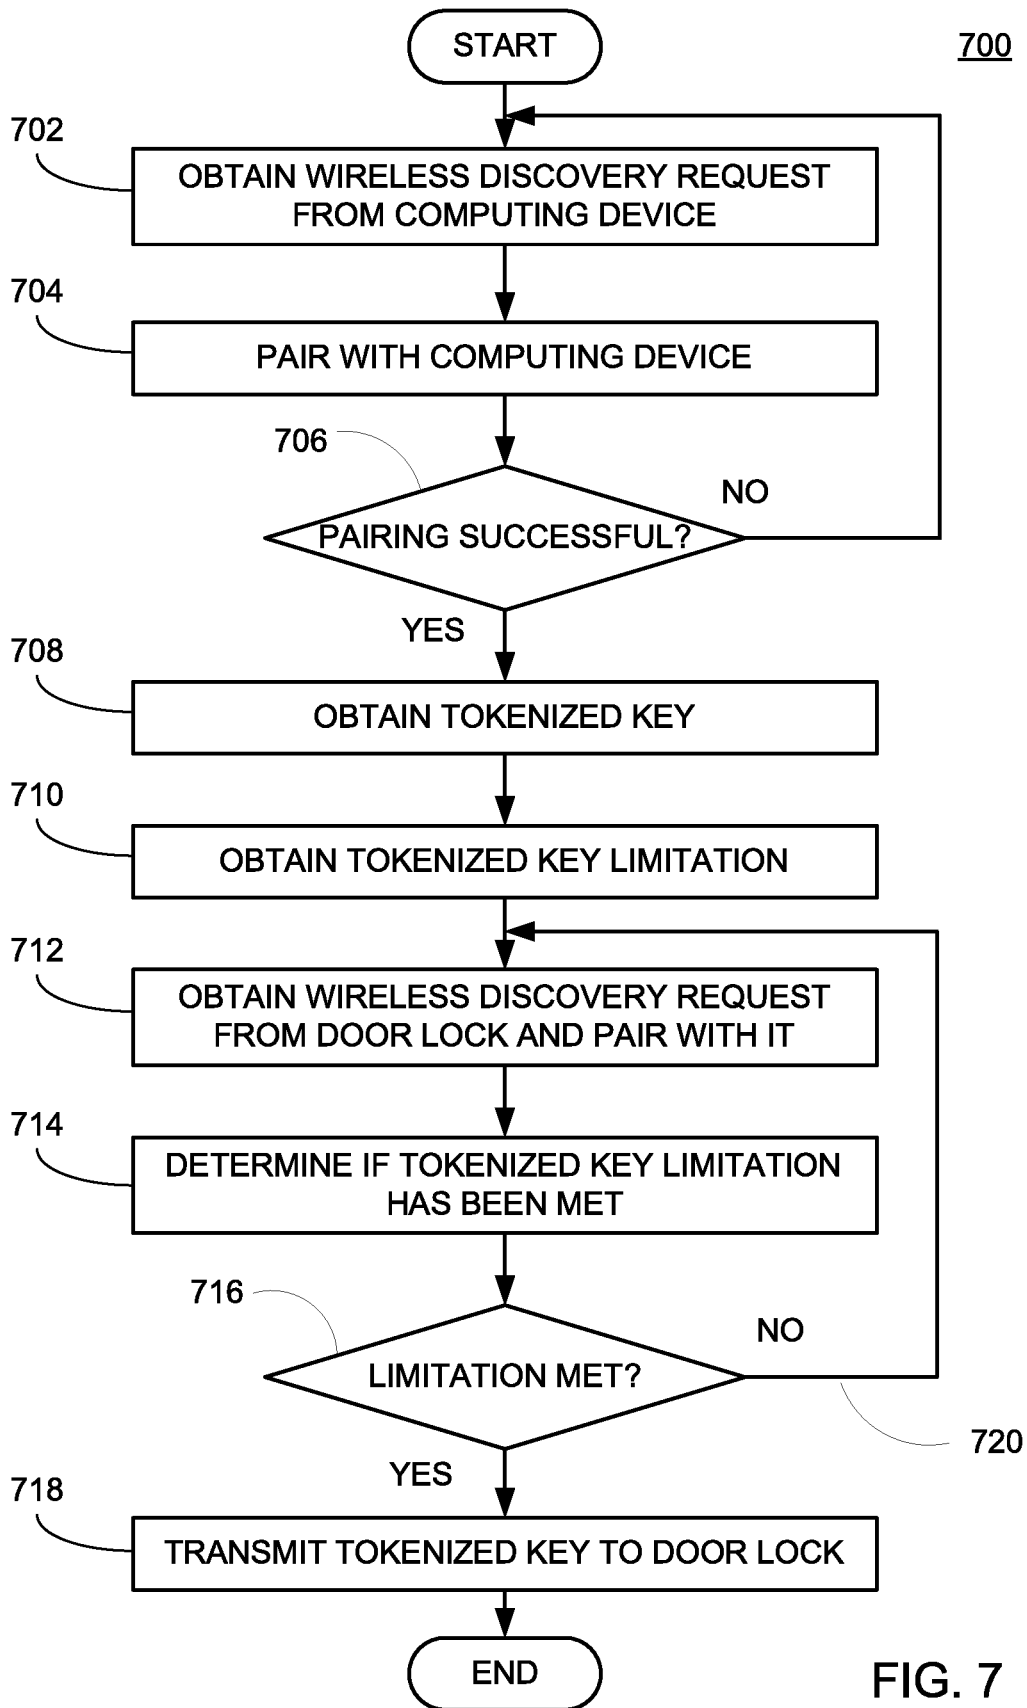 START
700
702
OBTAIN WIRELESS DISCOVERY REQUEST
FROM COMPUTING DEVICE
704
PAIR WITH COMPUTING DEVICE
706
NO
PAIRING SUCCESSFUL?
YES
708
OBTAIN TOKENIZED KEY
710
OBTAIN TOKENIZED KEY LIMITATION
712
OBTAIN WIRELESS DISCOVERY REQUEST
FROM DOOR LOCK AND PAIR WITH IT
714
DETERMINE IF TOKENIZED KEY LIMITATION
HAS BEEN MET
716
NO
LIMITATION MET?
720
YES
718
TRANSMIT TOKENIZED KEY TO DOOR LOCK
END
FIG. 7